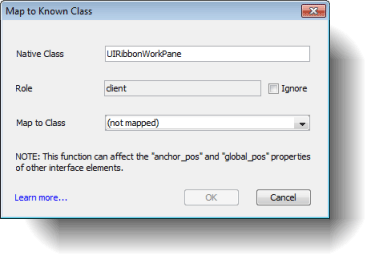 Map to Known Class
Native Class UIRibbonWorkPane
Role client Ignore
Map to Class (not mapped)
NOTE: This function can affect the "anchor_pos" and "global_pos" properties
of other interface elements.
Learn more... OK Cancel